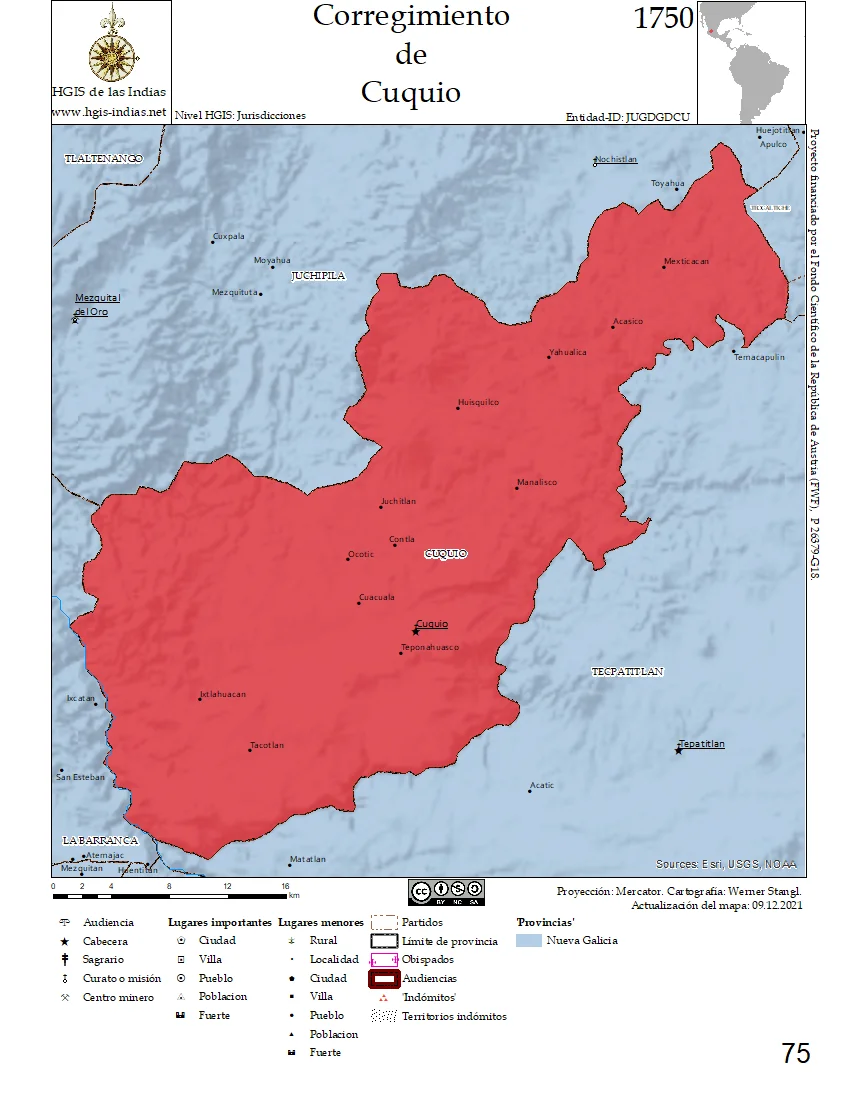 Corregimiento
de
Cuquio
1750
HGIS de las Indias
www.hgis-indias.net
Nivel HGIS: Jurisdicciones
Entidad-ID: JUGDGDCU
Proyecto financiado por el Fondo Científico de la República de Austria (FWF), P 26379-G18.
Huejotitlan
Apulco
TLALTENANGO
Nochistlan
Toyahua
Cuxpala
Moyahua
JUCHIPILA
Mexticacan
Mezquituta
Mezquital
del Oro
Acasico
Yahualica
Temacapulin
Huisquilco
Manalisco
Juchitlan
Contla
Ocotic
CUQUIO
Cuacuala
Cuquio
Teponahuasco
TECPATITLAN
Ixcatan
Ixtlahuacan
Tacotlan
Tepatitlan
San Esteban
Acatic
LA BARRANCA
Atemajac
Mezquitan
Huentitan
Matatlan
Sources: Esri, USGS, NOAA
0 2 4 8 12 16
km
CC BY NC SA
Proyección: Mercator. Cartografía: Werner Stangl.
Actualización del mapa: 09.12.2021
Audiencia
Cabecera
Sagrario
Curato o misión
Centro minero
Lugares importantes
Ciudad
Villa
Pueblo
Poblacion
Fuerte
Lugares menores
Rural
Localidad
Ciudad
Villa
Pueblo
Poblacion
Fuerte
Partidos
Límite de provincia
Obispados
Audiencias
'Indómitos'
Territorios indómitos
'Provincias'
Nueva Galicia
75